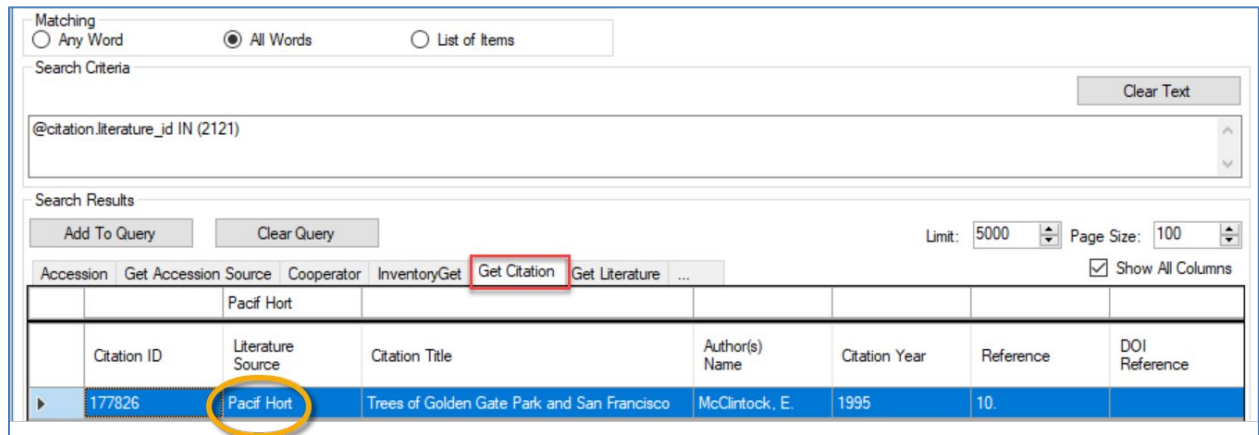 Matching
Any Word All Words List of Items
Search Criteria
Clear Text
@citation.literature_id IN (2121)
Search Results
Add To Query Clear Query Limit: 5000 Page Size: 100
Accession Get Accession Source Cooperator InventoryGet Get Citation Get Literature ... Show All Columns
Pacif Hort
Citation ID Literature Source Citation Title Author(s) Name Citation Year Reference DOI Reference
177826 Pacif Hort Trees of Golden Gate Park and San Francisco McClintock, E. 1995 10.